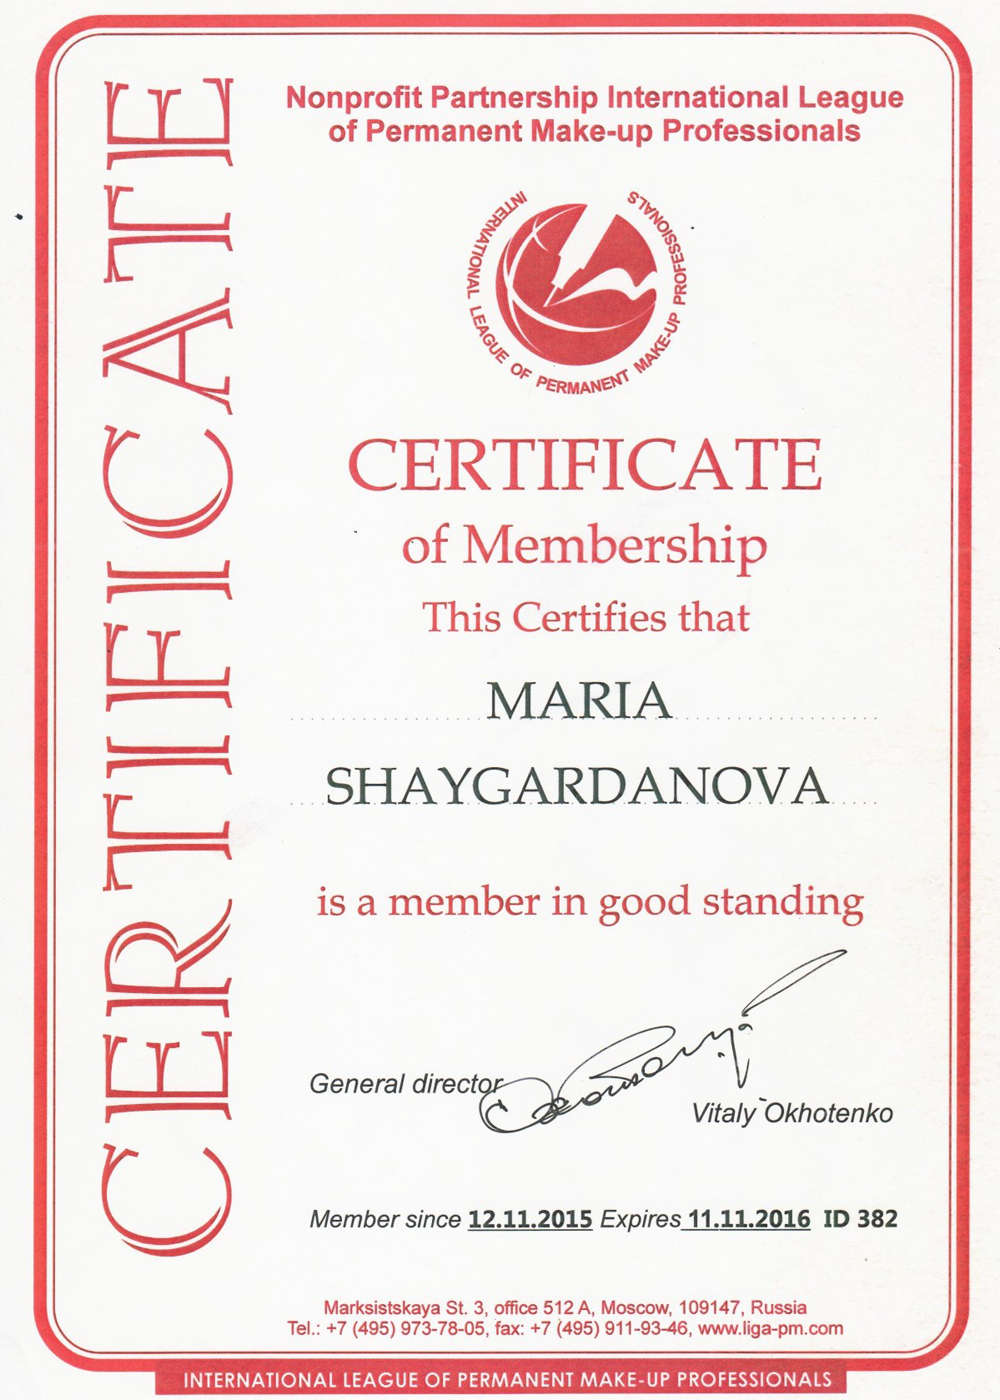 CERTIFICATE
Nonprofit Partnership International League
of Permanent Make-up Professionals
INTERNATIONAL LEAGUE OF PERMANENT MAKE-UP PROFESSIONALS
CERTIFICATE
of Membership
This Certifies that
MARIA
SHAYGARDANOVA
is a member in good standing
General director
Vitaly Okhotenko
Member since 12.11.2015 Expires 11.11.2016 ID 382
Marksistskaya St. 3, office 512 A, Moscow, 109147, Russia
Tel.: +7 (495) 973-78-05, fax: +7 (495) 911-93-46, www.liga-pm.com
INTERNATIONAL LEAGUE OF PERMANENT MAKE-UP PROFESSIONALS